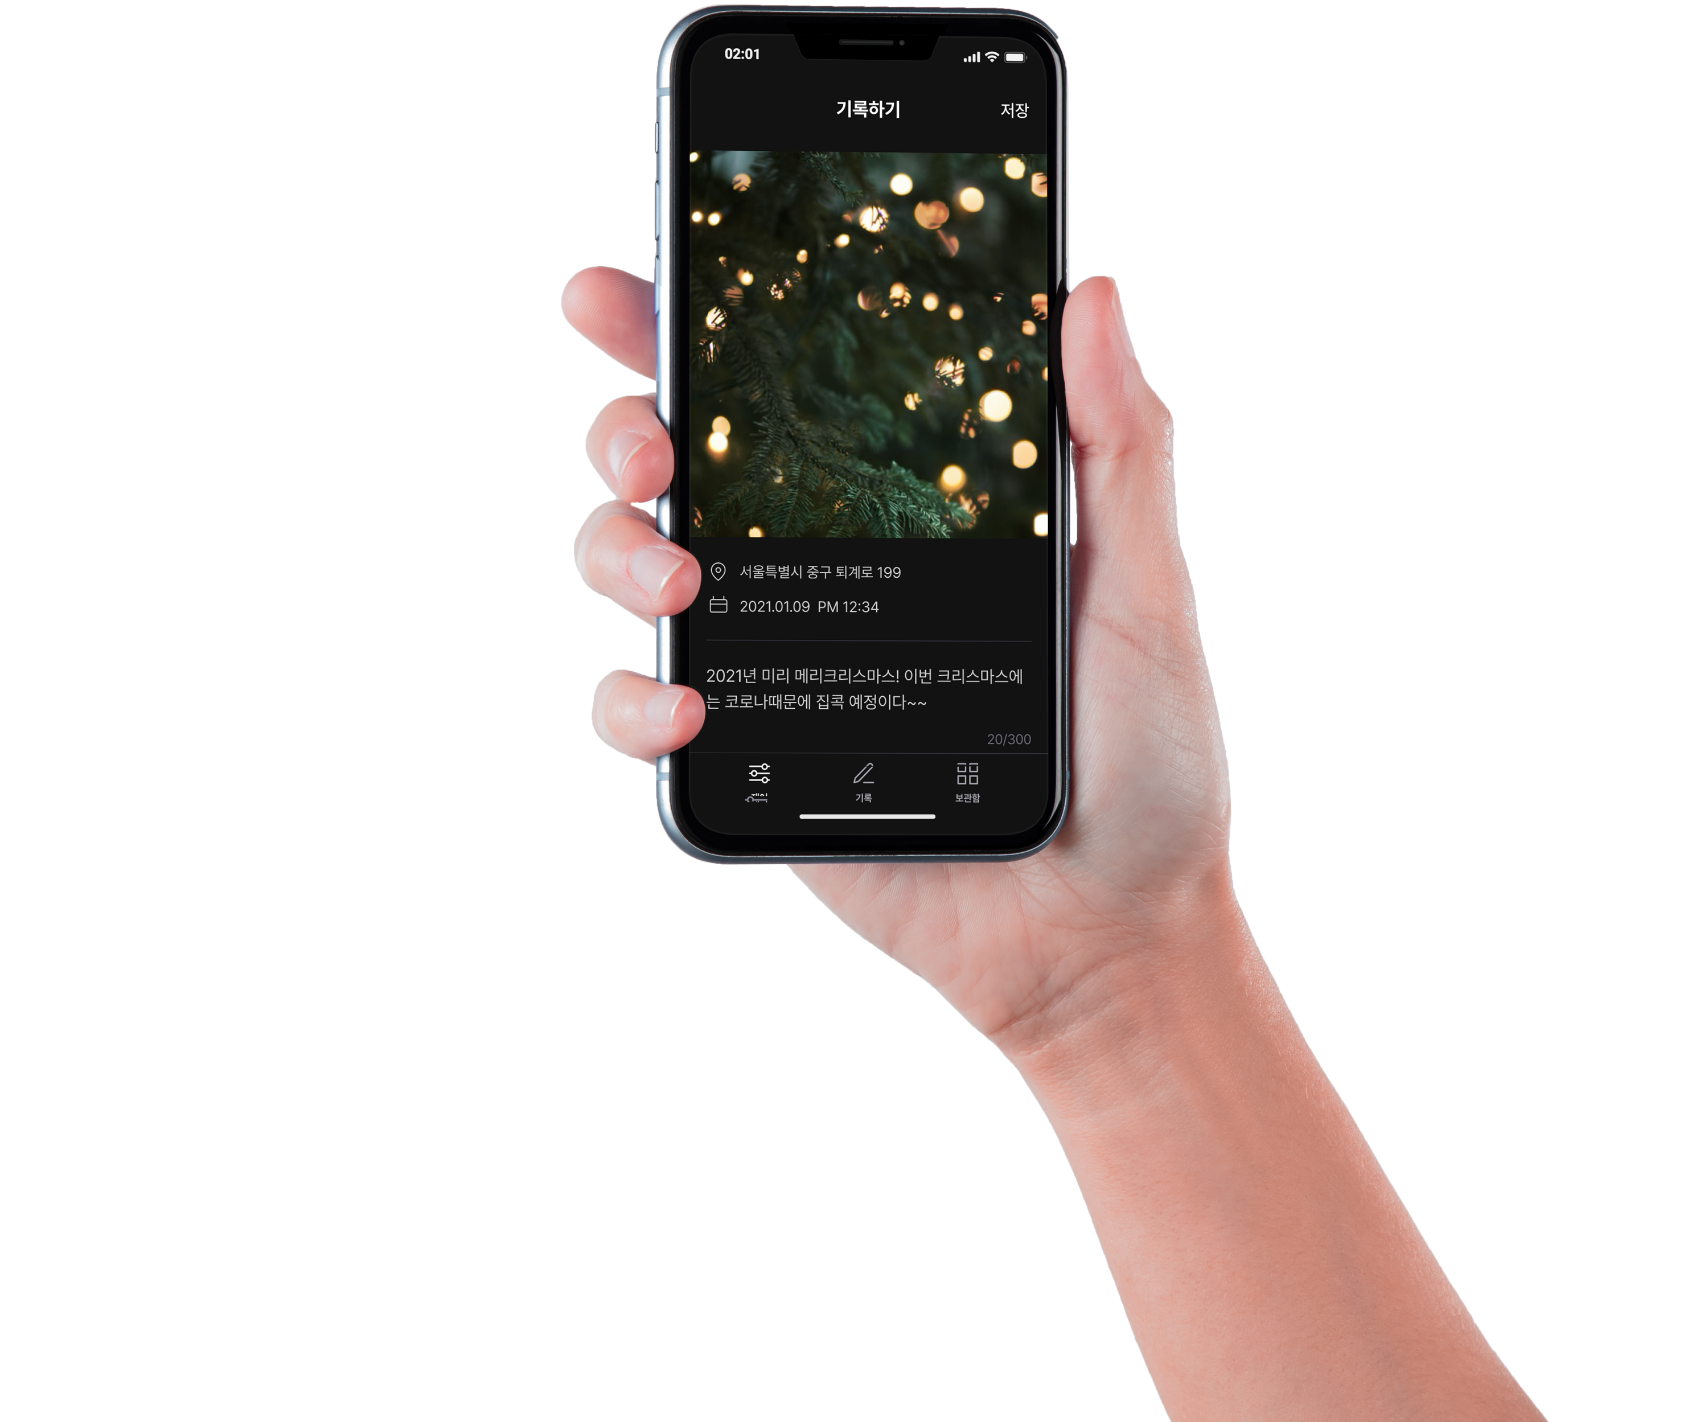 02:01
기록하기 저장
서울특별시 중구 퇴계로 199
2021.01.09 PM 12:34
2021년 미리 메리크리스마스! 이번 크리스마스에
는 코로나때문에 집콕 예정이다~~
20/300
기록 보관함